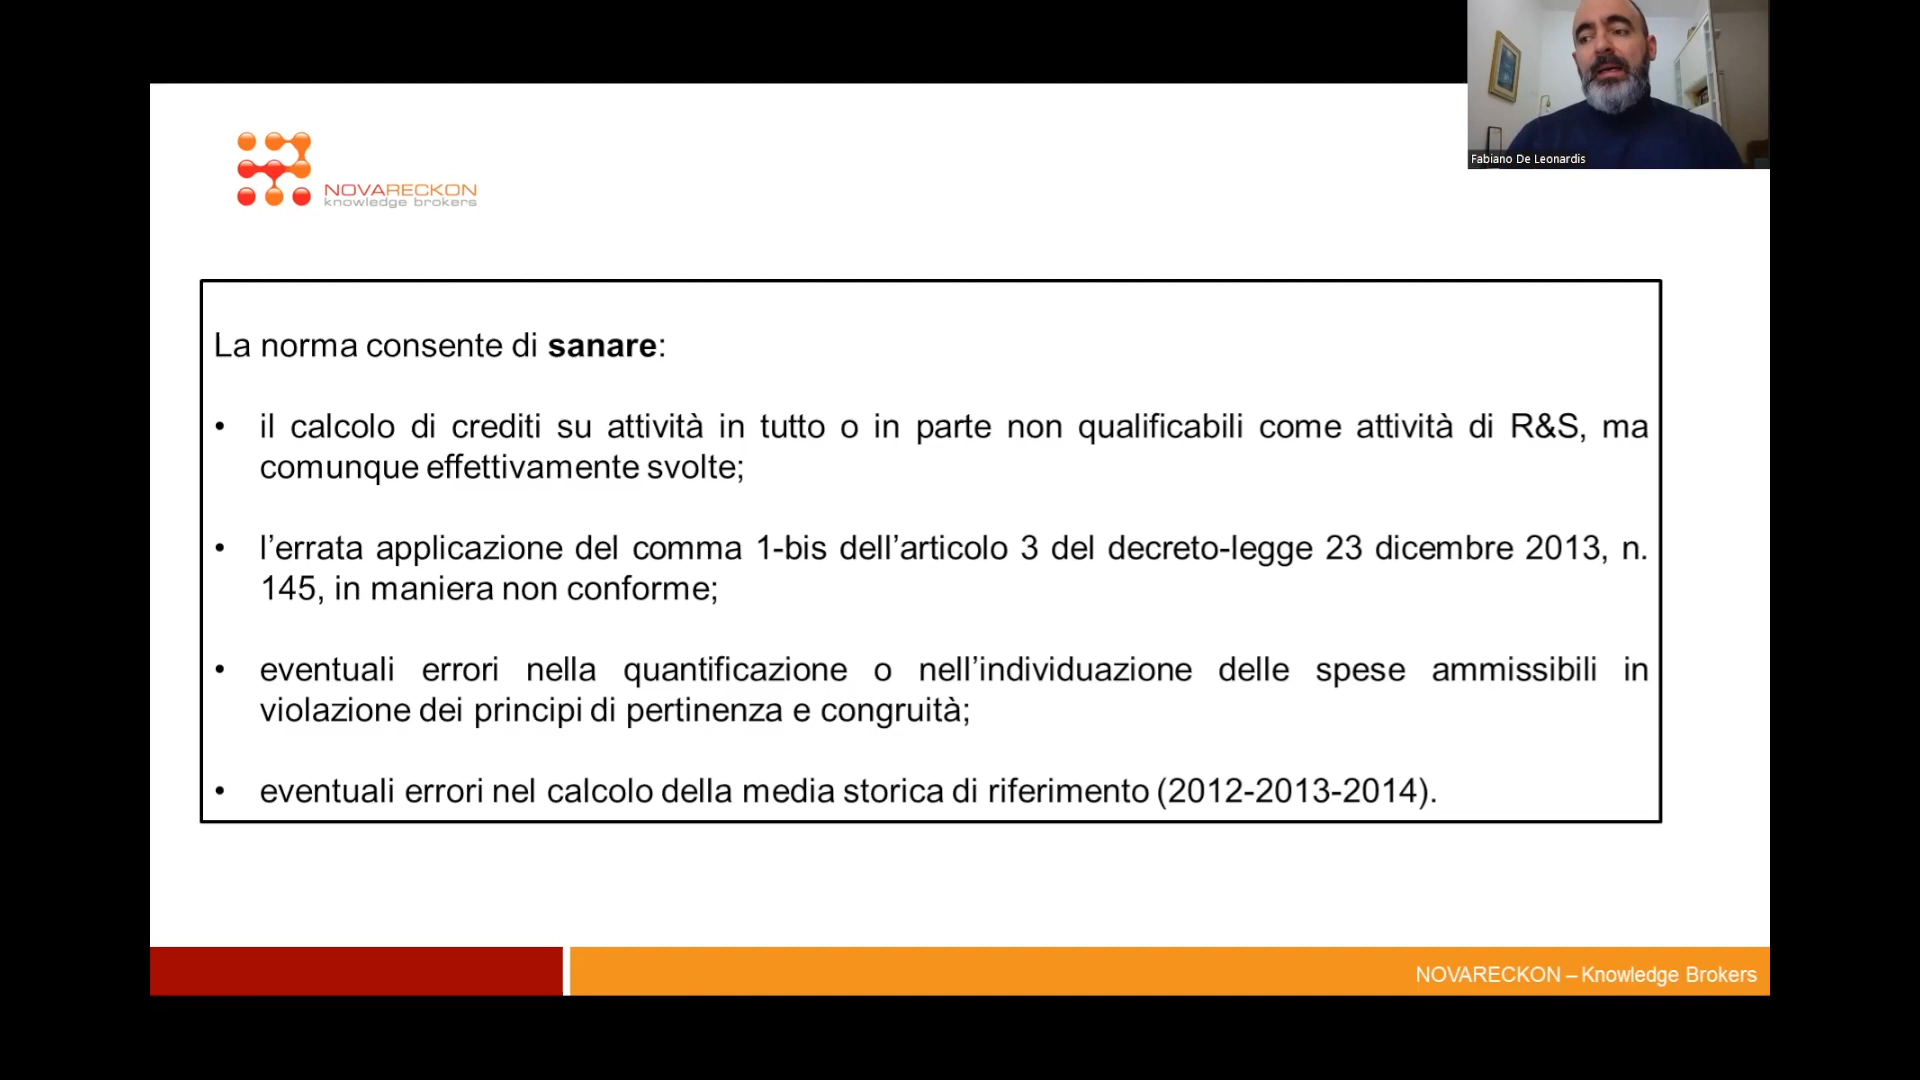 Fabiano De Leonardis
NOVARECKON
knowledge brokers
La norma consente di sanare:
• il calcolo di crediti su attività in tutto o in parte non qualificabili come attività di R&S, ma
comunque effettivamente svolte;
• l’errata applicazione del comma 1-bis dell’articolo 3 del decreto-legge 23 dicembre 2013, n.
145, in maniera non conforme;
• eventuali errori nella quantificazione o nell’individuazione delle spese ammissibili in
violazione dei principi di pertinenza e congruità;
• eventuali errori nel calcolo della media storica di riferimento (2012-2013-2014).
NOVARECKON – Knowledge Brokers